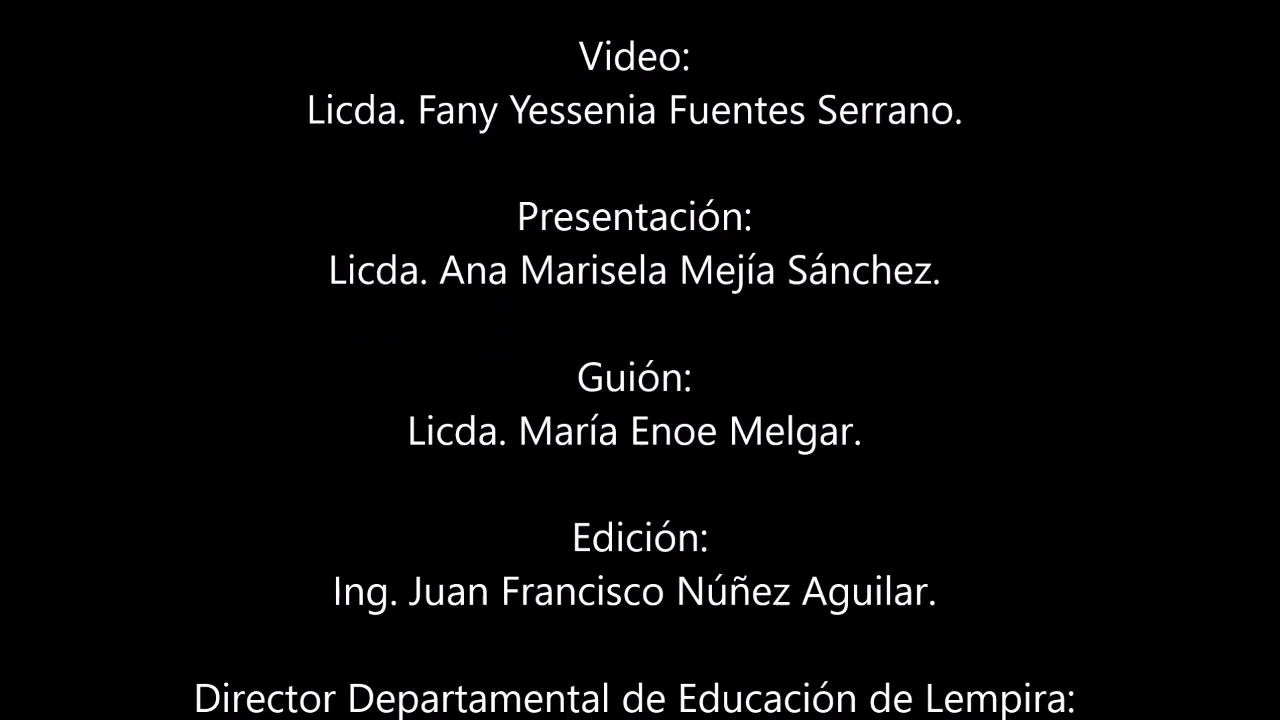 Video:
Licda. Fany Yessenia Fuentes Serrano.
Presentación:
Licda. Ana Marisela Mejía Sánchez.
Guión:
Licda. María Enoe Melgar.
Edición:
Ing. Juan Francisco Núñez Aguilar.
Director Departamental de Educación de Lempira: